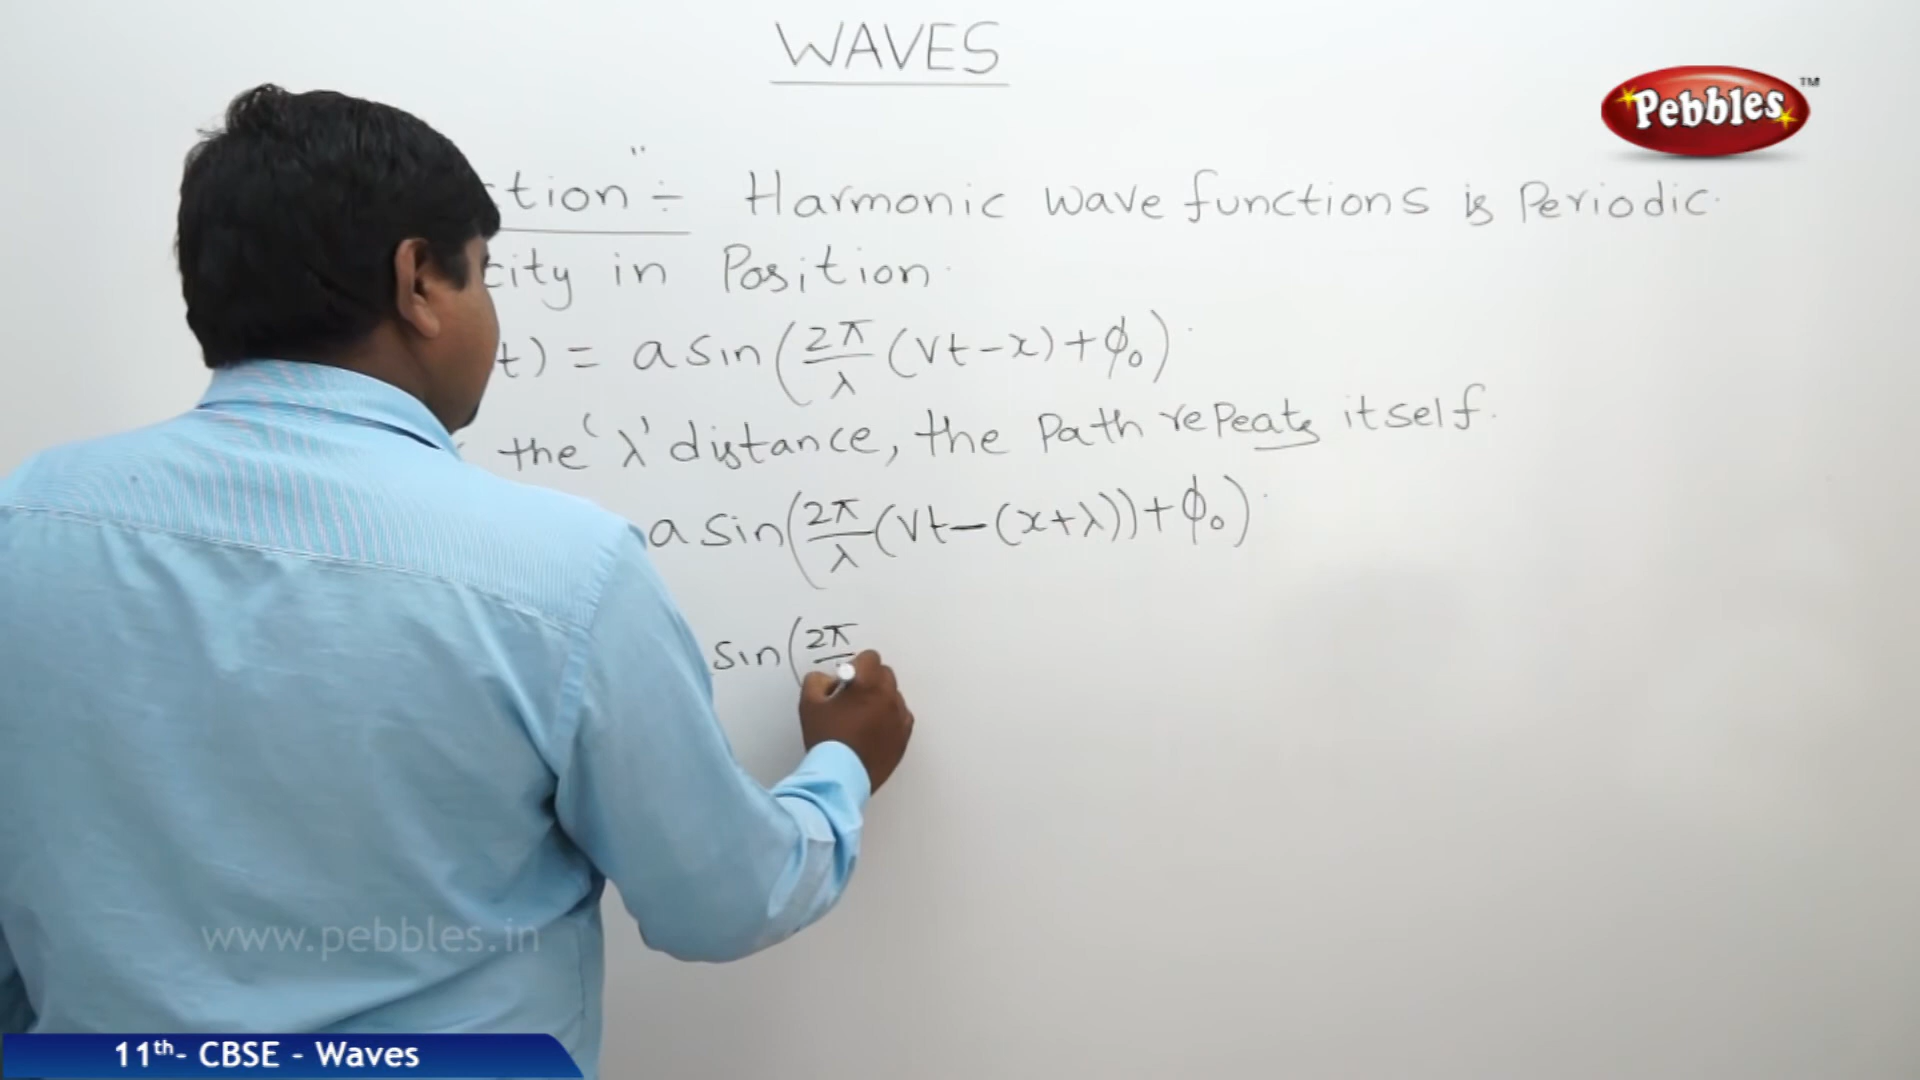 WAVES
Pebbles™
tion" ÷ Harmonic wave functions is Periodic.
city in Position.
t) = a sin(2π/λ (Vt-x)+ϕ₀)
the 'λ' distance, the Path repeats itself.
a sin(2π/λ(Vt-(x+λ))+ϕ₀)
sin(2π
www.pebbles.in
11th- CBSE - Waves